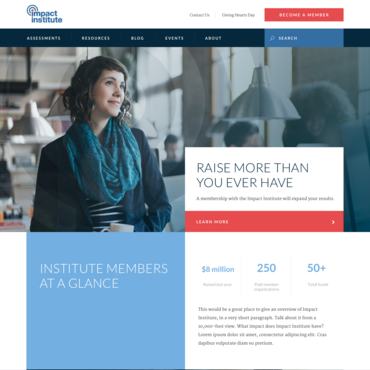 impact
institute
Contact Us
Giving Hearts Day
BECOME A MEMBER
ASSESSMENTS
RESOURCES
BLOG
EVENTS
ABOUT
SEARCH
RAISE MORE THAN
YOU EVER HAVE
A membership with the Impact Institute will expand your results.
LEARN MORE
INSTITUTE MEMBERS
AT A GLANCE
$8 million
250
50+
Raised last year
Paid member
organizations
Total funds
This would be a great place to give an overview of Impact
Institute, in a very short paragraph. Talk about it from a
10,000-foot view. What impact does Impact Institute have?
Lorem ipsum dolor sit amet, consectetur adipiscing elit. Cras
dapibus vulputate diam eu pretium.